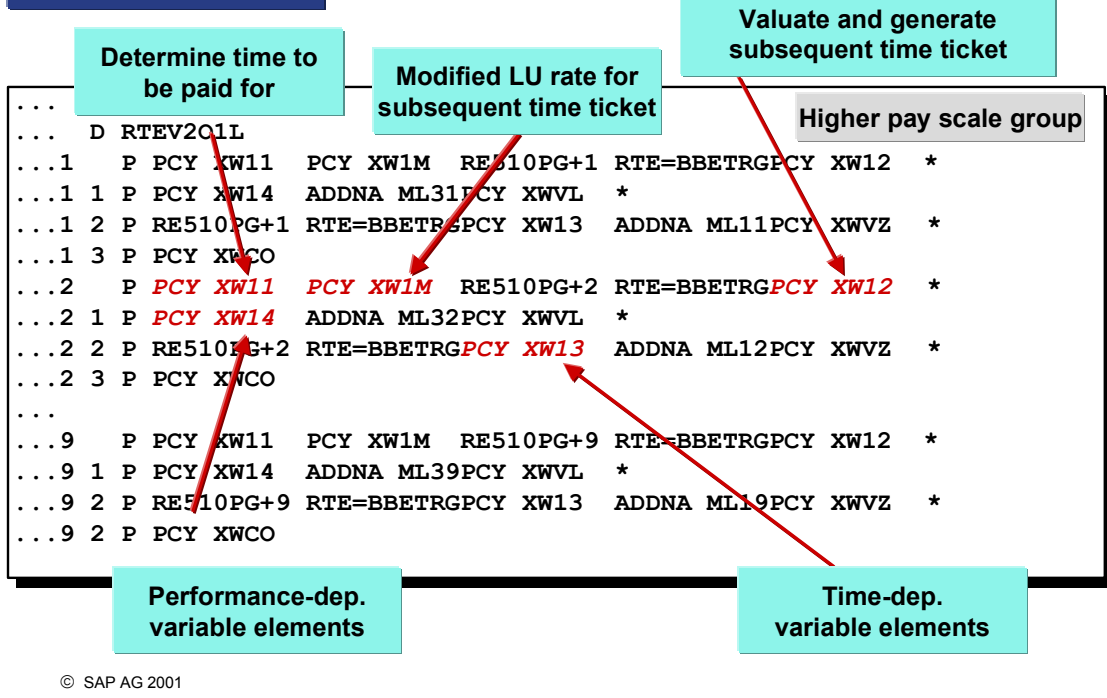 Valuate and generate
subsequent time ticket
Determine time to
be paid for
Modified LU rate for
subsequent time ticket
Higher pay scale group
...
...  D RTEV2O1L
...1   P PCY XW11  PCY XW1M  RE510PG+1 RTE=BBETRGPCY XW12  *
...1 1 P PCY XW14  ADDNA ML31PCY XWVL  *
...1 2 P RE510PG+1 RTE=BBETRGPCY XW13  ADDNA ML11PCY XWVZ  *
...1 3 P PCY XWCO
...2   P PCY XW11  PCY XW1M  RE510PG+2 RTE=BBETRGPCY XW12  *
...2 1 P PCY XW14  ADDNA ML32PCY XWVL  *
...2 2 P RE510PG+2 RTE=BBETRGPCY XW13  ADDNA ML12PCY XWVZ  *
...2 3 P PCY XWCO
...
...9   P PCY XW11  PCY XW1M  RE510PG+9 RTE=BBETRGPCY XW12  *
...9 1 P PCY XW14  ADDNA ML39PCY XWVL  *
...9 2 P RE510PG+9 RTE=BBETRGPCY XW13  ADDNA ML19PCY XWVZ  *
...9 2 P PCY XWCO
Performance-dep.
variable elements
Time-dep.
variable elements
© SAP AG 2001